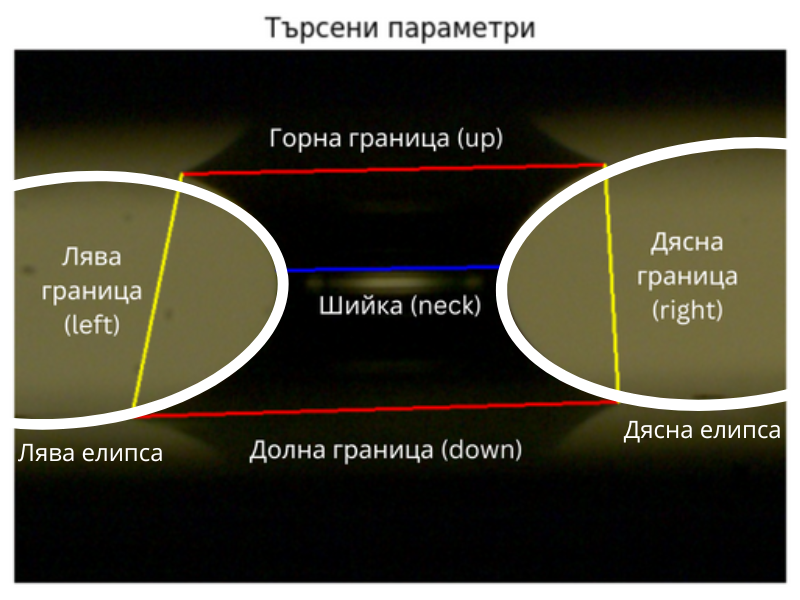 Търсени параметри
Горна граница (up)
Лява
граница
(left)
Дясна
граница
(right)
Шийка (neck)
Долна граница (down)
Дясна елипса
Лява елипса